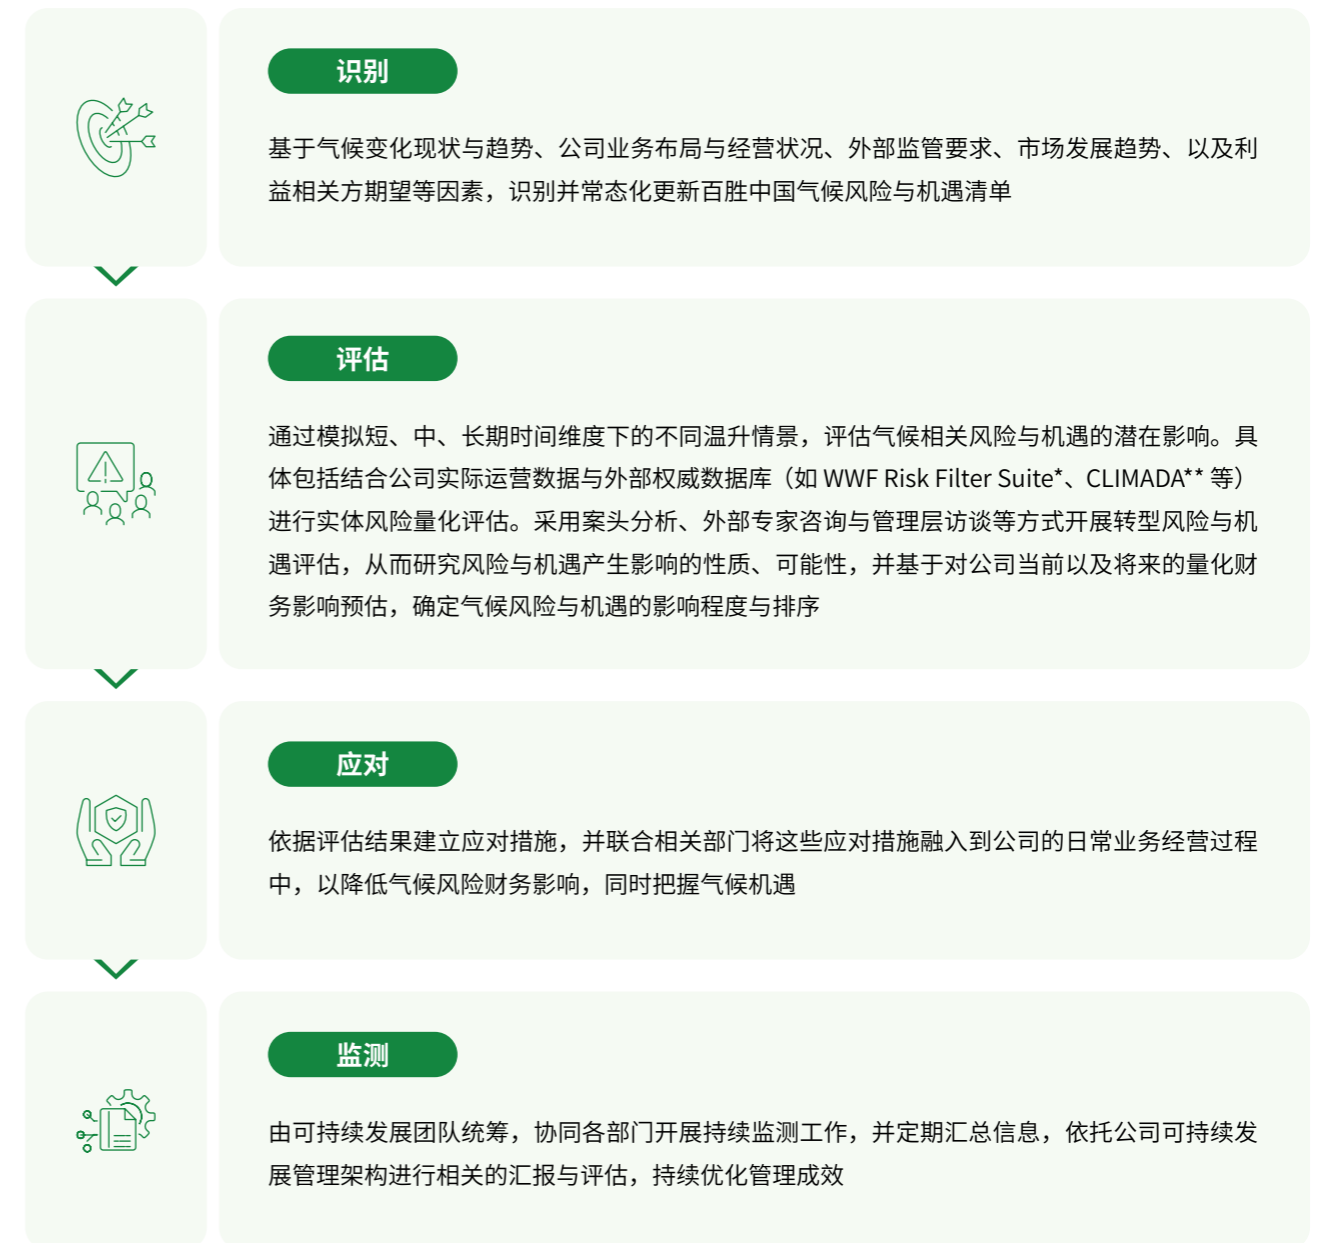 识别
基于气候变化现状与趋势、公司业务布局与经营状况、外部监管要求、市场发展趋势、以及利
益相关方期望等因素，识别并常态化更新百胜中国气候风险与机遇清单
评估
通过模拟短、中、长期时间维度下的不同温升情景，评估气候相关风险与机遇的潜在影响。具
体包括结合公司实际运营数据与外部权威数据库（如 WWF Risk Filter Suite*、CLIMADA** 等）
进行实体风险量化评估。采用案头分析、外部专家咨询与管理层访谈等方式开展转型风险与机
遇评估，从而研究风险与机遇产生影响的性质、可能性，并基于对公司当前以及将来的量化财
务影响预估，确定气候风险与机遇的影响程度与排序
应对
依据评估结果建立应对措施，并联合相关部门将这些应对措施融入到公司的日常业务经营过程
中，以降低气候风险财务影响，同时把握气候机遇
监测
由可持续发展团队统筹，协同各部门开展持续监测工作，并定期汇总信息，依托公司可持续发
展管理架构进行相关的汇报与评估，持续优化管理成效